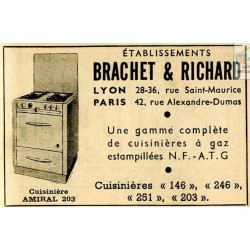 ÉTABLISSEMENTS
BRACHET & RICHARD
LYON 28-36, rue Saint-Maurice
PARIS 42, rue Alexandre-Dumas
Une gamme complète
de cuisinières à gaz
estampillées N.F.-A.T.G
Cuisinière
AMIRAL 203
Cuisinières « 146 », « 246 »,
« 251 », « 203 ».